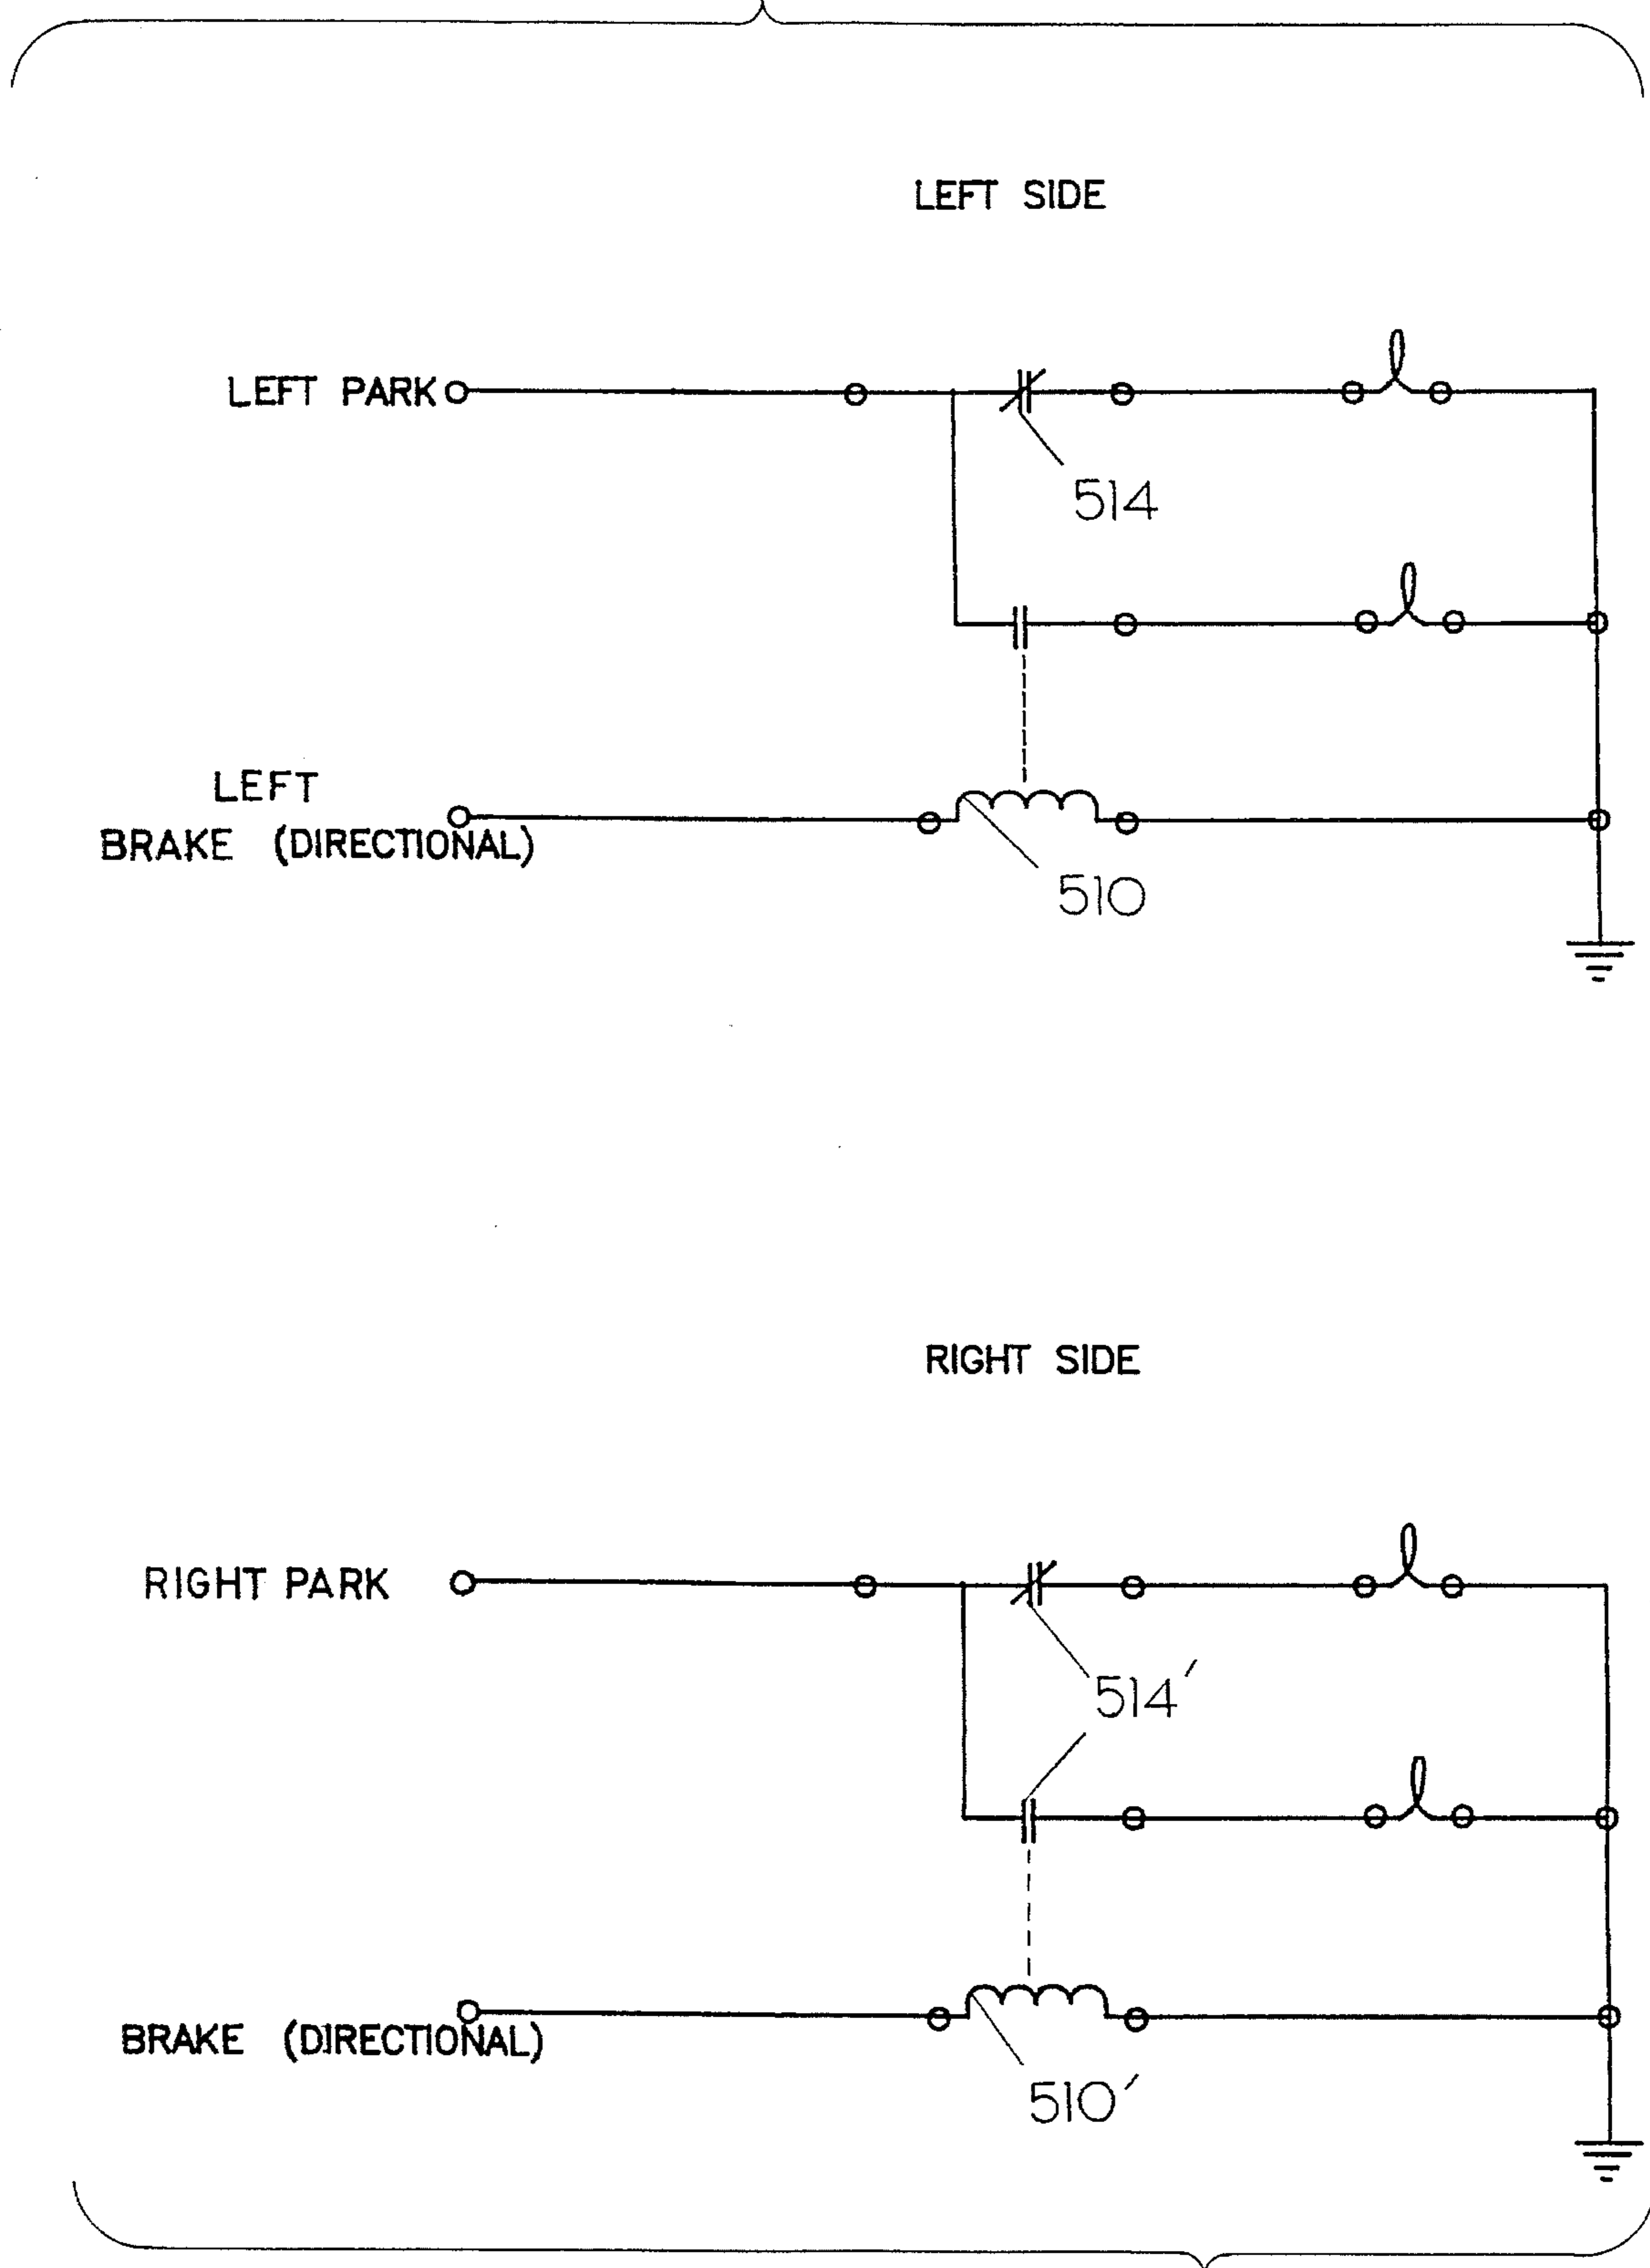 LEFT SIDE
LEFT PARK
514
LEFT
BRAKE (DIRECTIONAL)
510
RIGHT SIDE
RIGHT PARK
514′
BRAKE (DIRECTIONAL)
510′